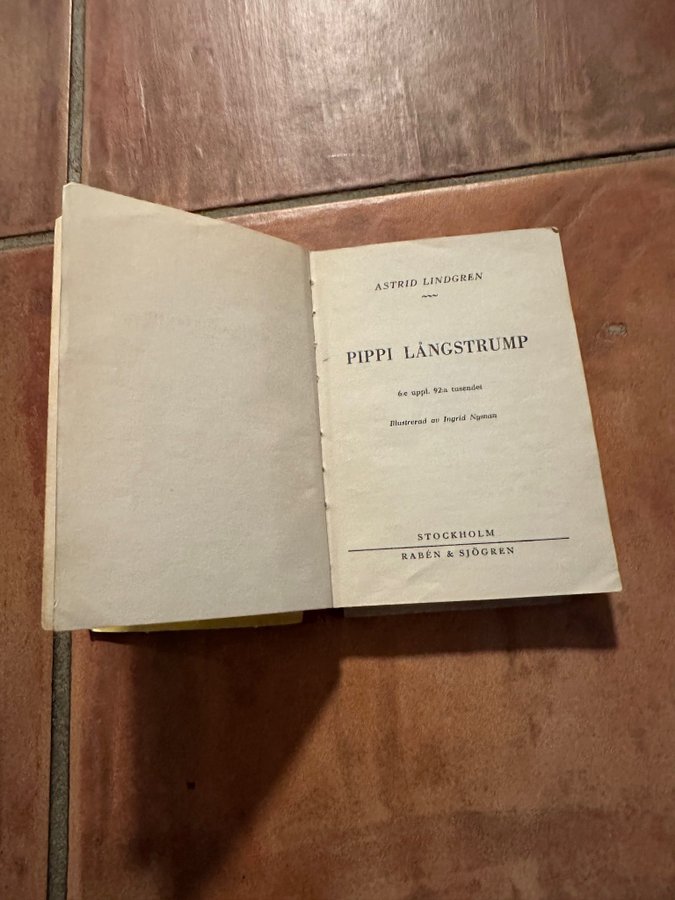 ASTRID LINDGREN
~~~
PIPPI LÅNGSTRUMP
6:e uppl. 92:a tusendet
Illustrerad av Ingrid Nyman
STOCKHOLM
RABÉN & SJÖGREN